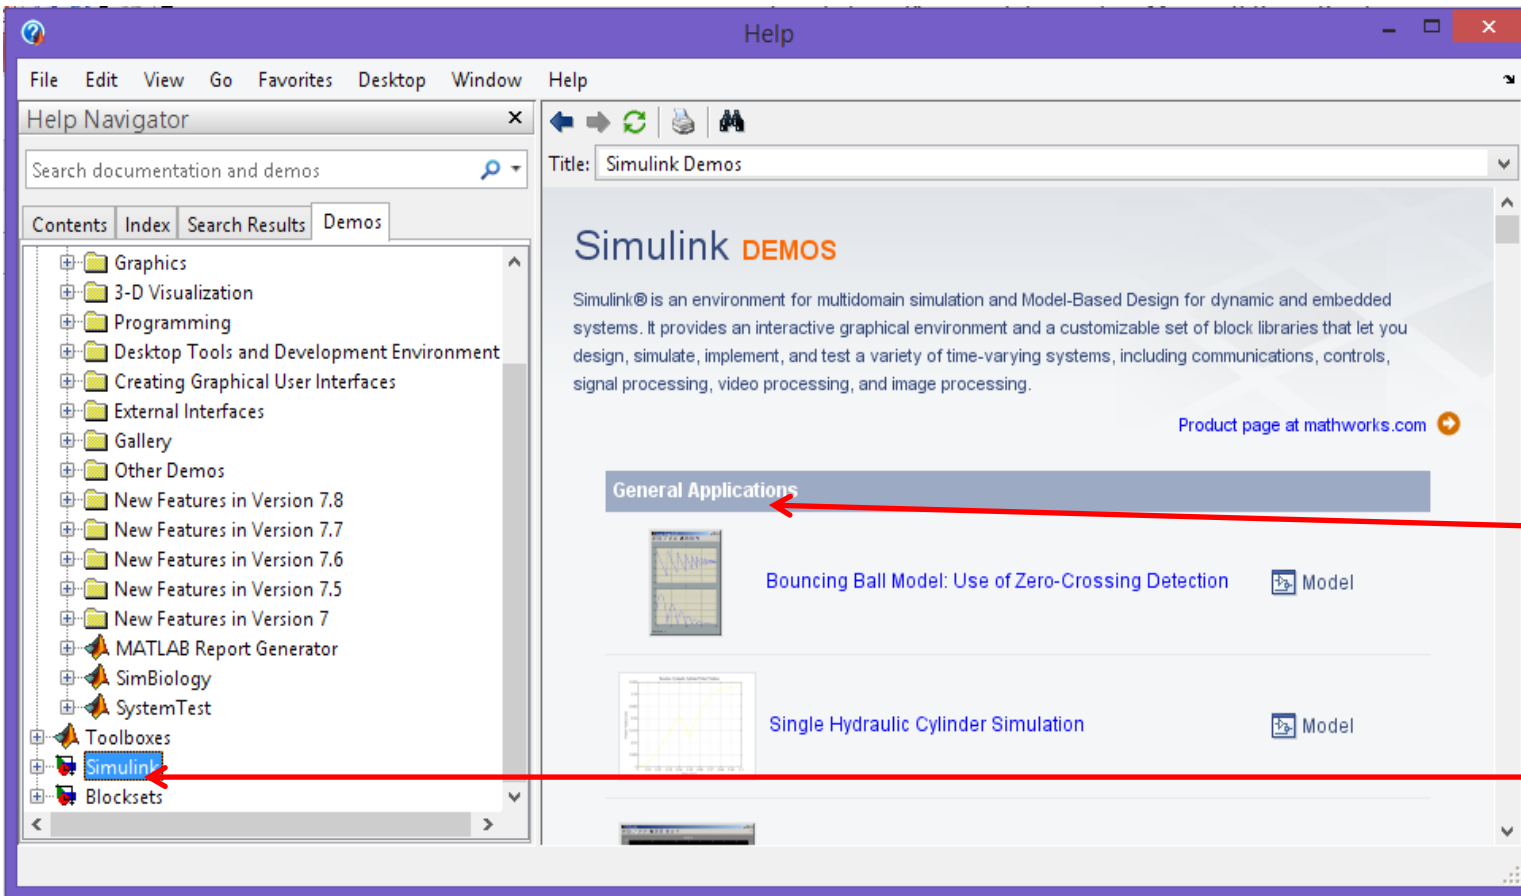 Help
File Edit View Go Favorites Desktop Window Help
Help Navigator
Search documentation and demos
Contents Index Search Results Demos
Graphics
3-D Visualization
Programming
Desktop Tools and Development Environment
Creating Graphical User Interfaces
External Interfaces
Gallery
Other Demos
New Features in Version 7.8
New Features in Version 7.7
New Features in Version 7.6
New Features in Version 7.5
New Features in Version 7
MATLAB Report Generator
SimBiology
SystemTest
Toolboxes
Simulink
Blocksets
Title: Simulink Demos
Simulink DEMOS
Simulink® is an environment for multidomain simulation and Model-Based Design for dynamic and embedded
systems. It provides an interactive graphical environment and a customizable set of block libraries that let you
design, simulate, implement, and test a variety of time-varying systems, including communications, controls,
signal processing, video processing, and image processing.
Product page at mathworks.com
General Applications
Bouncing Ball Model: Use of Zero-Crossing Detection Model
Single Hydraulic Cylinder Simulation Model